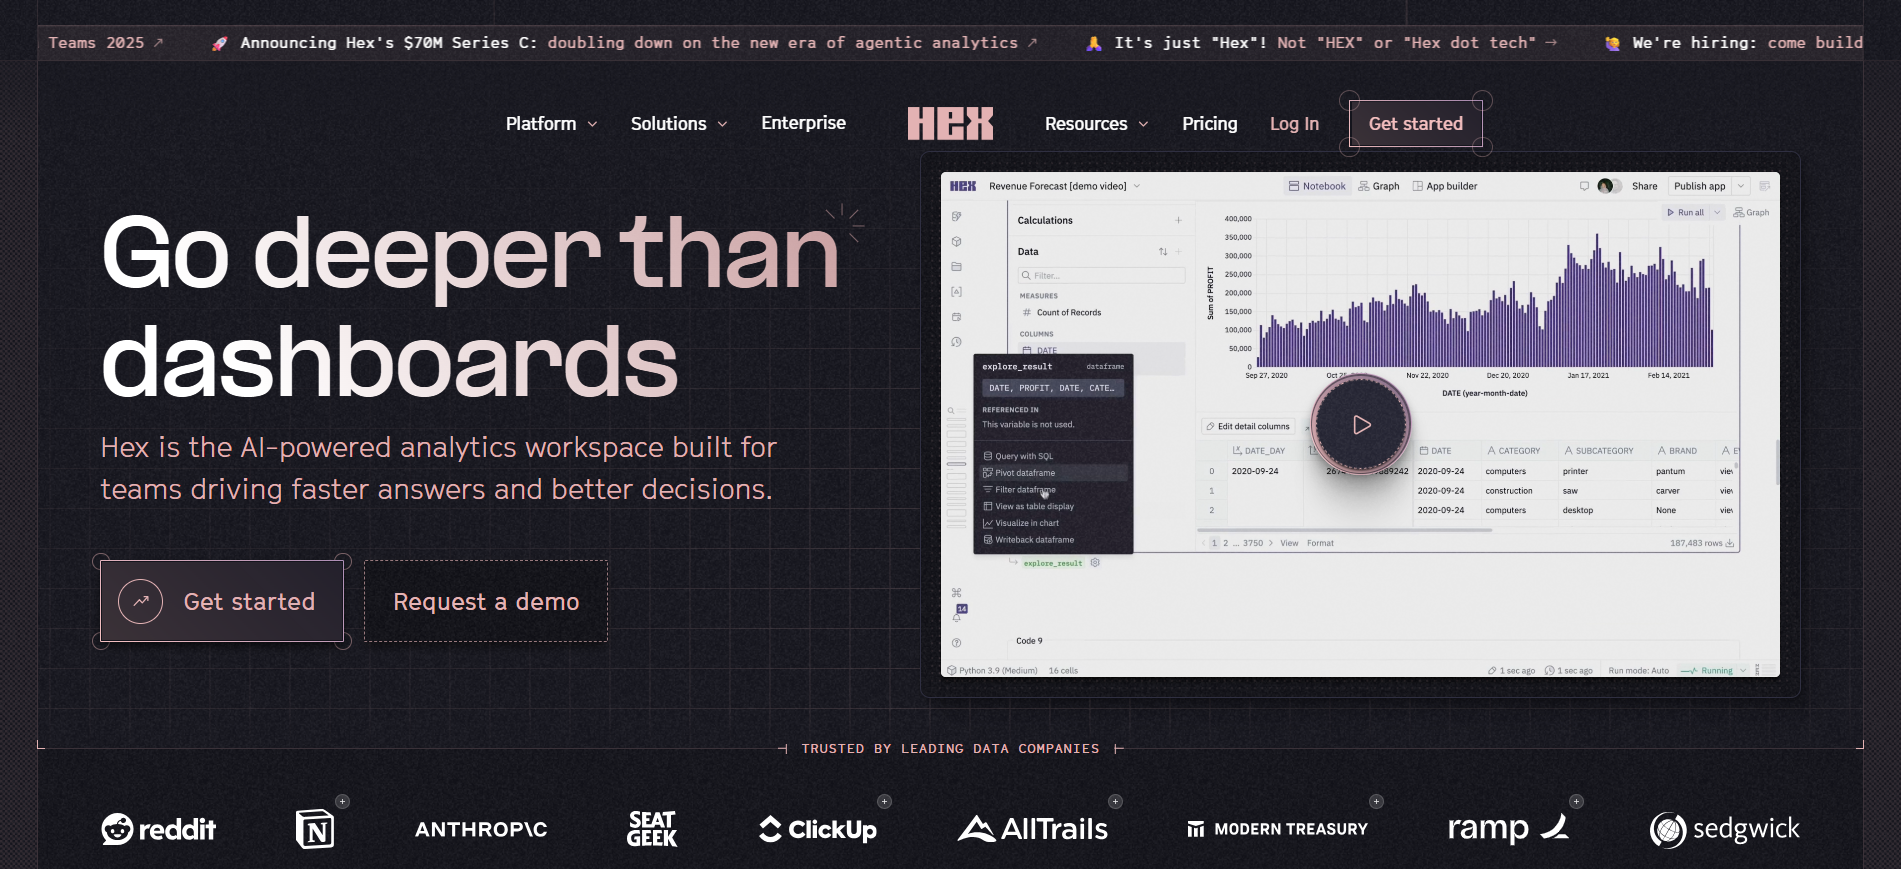 Teams 2025 ↗
🚀 Announcing Hex's $70M Series C: doubling down on the new era of agentic analytics ↗
🙏 It's just "Hex"! Not "HEX" or "Hex dot tech" →
🙋 We're hiring: come build
Platform
Solutions
Enterprise
HEX
Resources
Pricing
Log In
Get started
Go deeper than
dashboards
Hex is the AI-powered analytics workspace built for
teams driving faster answers and better decisions.
Get started
Request a demo
HEX
Revenue Forecast [demo video]
Notebook
Graph
App builder
Share
Publish app
Calculations
Data
Filter...
MEASURES
Count of Records
COLUMNS
DATE
explore_result dataframe
DATE, PROFIT, DATE, CATE…
REFERENCED IN
This variable is not used.
Query with SQL
Pivot dataframe
Filter dataframe
View as table display
Visualize in chart
Writeback dataframe
explore_result
14
Run all
Graph
400,000
350,000
300,000
250,000
200,000
150,000
100,000
50,000
0
Sum of PROFIT
Sep 27, 2020
Nov 22, 2020
Dec 20, 2020
Jan 17, 2021
Feb 14, 2021
DATE (year-month-date)
Edit detail columns
DATE_DAY DATE CATEGORY SUBCATEGORY BRAND
0 2020-09-24 2020-09-24 computers printer pantum
1 2020-09-24 construction saw carver
2 2020-09-24 computers desktop None
1 2 ... 3750 View Format 187,483 rows
Code 9
Python 3.9 (Medium) 16 cells
1 sec ago 1 sec ago Run mode: Auto Running
TRUSTED BY LEADING DATA COMPANIES
reddit
N
ANTHROP\C
SEAT
GEEK
ClickUp
AllTrails
MODERN TREASURY
ramp
sedgwick